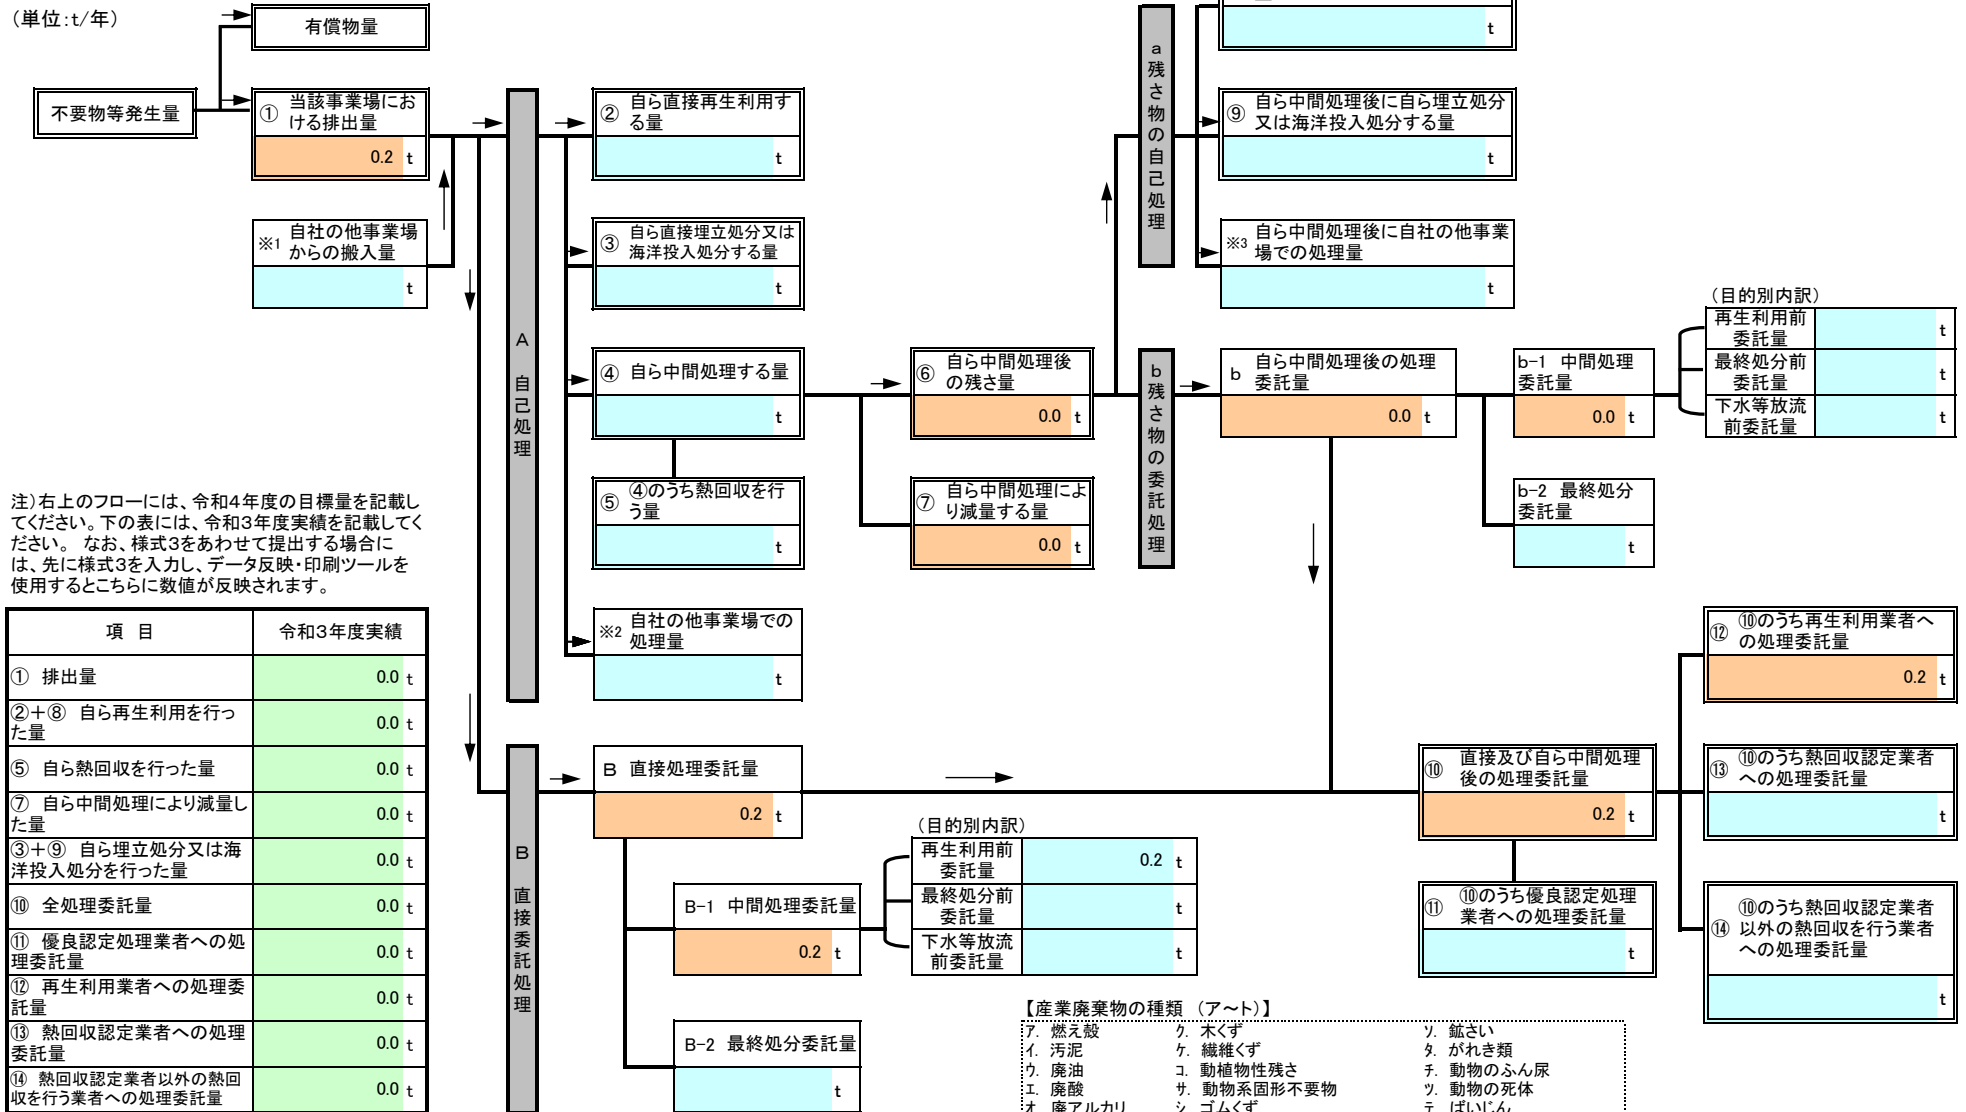 （単位：t/年）
有償物量
不要物等発生量
① 当該事業場にお
ける排出量
0.2 t
※1 自社の他事業場
からの搬入量
t
A 自己処理
② 自ら直接再生利用す
る量
t
③ 自ら直接埋立処分又は
海洋投入処分する量
t
④ 自ら中間処理する量
t
⑤ ④のうち熱回収を行
う量
t
※2 自社の他事業場での
処理量
t
⑥ 自ら中間処理後
の残さ量
0.0 t
⑦ 自ら中間処理によ
り減量する量
0.0 t
a 残さ物の自己処理
t
⑨ 自ら中間処理後に自ら埋立処分
又は海洋投入処分する量
t
※3 自ら中間処理後に自社の他事業
場での処理量
t
b 残さ物の委託処理
b 自ら中間処理後の処理
委託量
0.0 t
b-1 中間処理
委託量
0.0 t
（目的別内訳）
再生利用前
委託量
t
最終処分前
委託量
t
下水等放流
前委託量
t
b-2 最終処分
委託量
t
注）右上のフローには、令和４年度の目標量を記載し
てください。下の表には、令和３年度実績を記載してく
ださい。 なお、様式３をあわせて提出する場合に
は、先に様式３を入力し、データ反映・印刷ツールを
使用するとこちらに数値が反映されます。
項 目 令和３年度実績
① 排出量 0.0 t
②＋⑧ 自ら再生利用を行っ
た量 0.0 t
⑤ 自ら熱回収を行った量 0.0 t
⑦ 自ら中間処理により減量し
た量 0.0 t
③＋⑨ 自ら埋立処分又は海
洋投入処分を行った量 0.0 t
⑩ 全処理委託量 0.0 t
⑪ 優良認定処理業者への処
理委託量 0.0 t
⑫ 再生利用業者への処理委
託量 0.0 t
⑬ 熱回収認定業者への処理
委託量 0.0 t
⑭ 熱回収認定業者以外の熱回
収を行う業者への処理委託量 0.0 t
B 直接委託処理
B 直接処理委託量
0.2 t
B-1 中間処理委託量
0.2 t
（目的別内訳）
再生利用前
委託量
0.2 t
最終処分前
委託量
t
下水等放流
前委託量
t
B-2 最終処分委託量
t
⑩ 直接及び自ら中間処理
後の処理委託量
0.2 t
⑪ ⑩のうち優良認定処理
業者への処理委託量
t
⑫ ⑩のうち再生利用業者へ
の処理委託量
0.2 t
⑬ ⑩のうち熱回収認定業者
への処理委託量
t
⑭ ⑩のうち熱回収認定業者
以外の熱回収を行う業者
への処理委託量
t
【産業廃棄物の種類 （ア～ト）】
ア. 燃え殻 ク. 木くず ソ. 鉱さい
イ. 汚泥 ケ. 繊維くず タ. がれき類
ウ. 廃油 コ. 動植物性残さ チ. 動物のふん尿
エ. 廃酸 サ. 動物系固形不要物 ツ. 動物の死体
オ. 廃アルカリ シ. ゴムくず テ. ばいじん